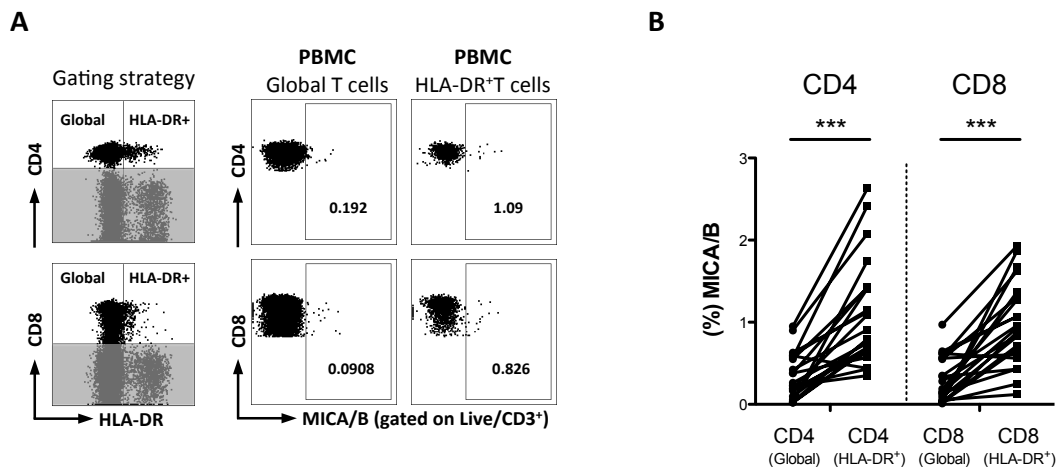 A
Gating strategy
PBMC
Global T cells
PBMC
HLA-DR⁺T cells
Global
HLA-DR+
CD4
CD4
0.192
1.09
Global
HLA-DR+
CD8
CD8
0.0908
0.826
HLA-DR
MICA/B (gated on Live/CD3⁺)
B
CD4
CD8
***
***
(%) MICA/B
3
2
1
0
CD4
(Global)
CD4
(HLA-DR⁺)
CD8
(Global)
CD8
(HLA-DR⁺)